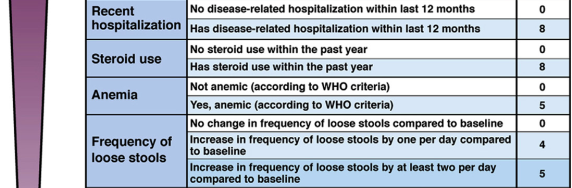 Recent
hospitalization
No disease-related hospitalization within last 12 months 0
Has disease-related hospitalization within last 12 months 8
Steroid use
No steroid use within the past year 0
Has steroid use within the past year 8
Anemia
Not anemic (according to WHO criteria) 0
Yes, anemic (according to WHO criteria) 5
Frequency of
loose stools
No change in frequency of loose stools compared to baseline 0
Increase in frequency of loose stools by one per day compared
to baseline 4
Increase in frequency of loose stools by at least two per day
compared to baseline 5